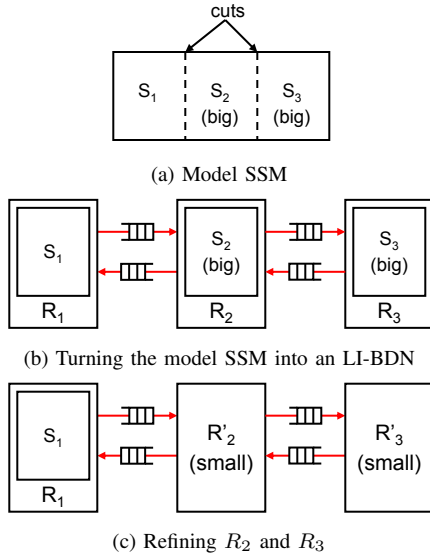 cuts
S₁ S₂ S₃
(big) (big)
(a) Model SSM
S₁ S₂ S₃
(big) (big)
R₁ R₂ R₃
(b) Turning the model SSM into an LI-BDN
S₁ R'₂ R'₃
(small) (small)
R₁
(c) Refining R₂ and R₃